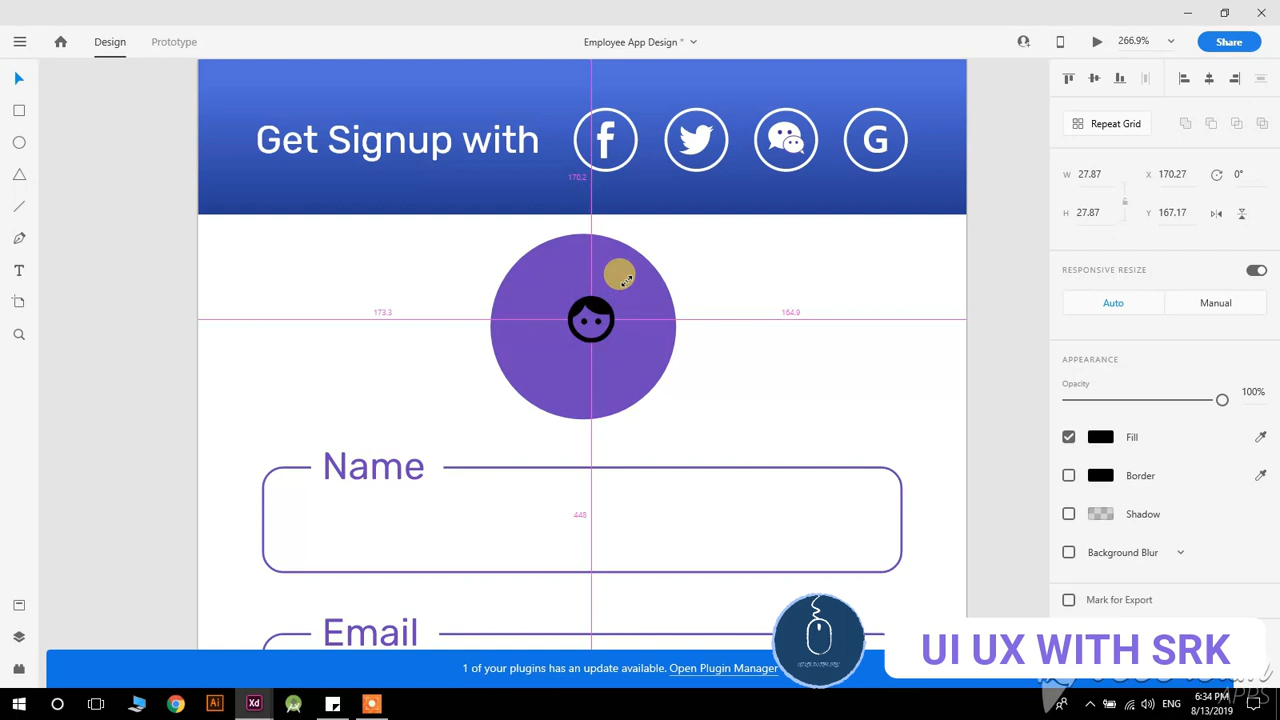 Design
Prototype
Employee App Design *
266.9%
Share
Get Signup with
f
G
170.2
173.3
164.9
448
Name
Email
Repeat Grid
W 27.87 X 170.27 0°
H 27.87 Y 167.17
RESPONSIVE RESIZE
Auto Manual
APPEARANCE
Opacity
100%
Fill
Border
Shadow
Background Blur
Mark for Export
UI UX WITH SRK
1 of your plugins has an update available. Open Plugin Manager
Ai
Xd
APPS
ENG
6:34 PM
8/13/2019